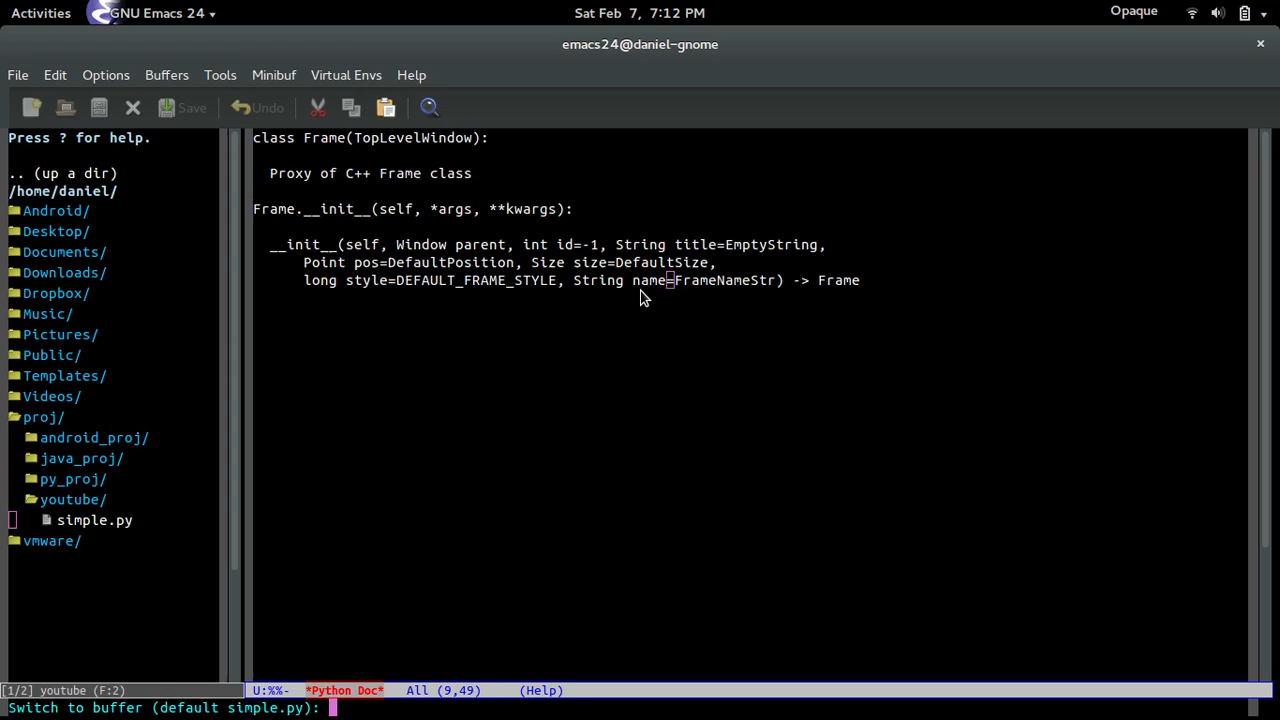 Activities GNU Emacs 24 Sat Feb 7, 7:12 PM Opaque
emacs24@daniel-gnome ×
File Edit Options Buffers Tools Minibuf Virtual Envs Help
Save Undo
Press ? for help.
.. (up a dir)
/home/daniel/
Android/
Desktop/
Documents/
Downloads/
Dropbox/
Music/
Pictures/
Public/
Templates/
Videos/
proj/
android_proj/
java_proj/
py_proj/
youtube/
simple.py
vmware/
[1/2] youtube (F:2)
class Frame(TopLevelWindow):
Proxy of C++ Frame class
Frame.__init__(self, *args, **kwargs):
__init__(self, Window parent, int id=-1, String title=EmptyString,
Point pos=DefaultPosition, Size size=DefaultSize,
long style=DEFAULT_FRAME_STYLE, String name=FrameNameStr) -> Frame
U:%%- *Python Doc* All (9,49) (Help)
Switch to buffer (default simple.py):